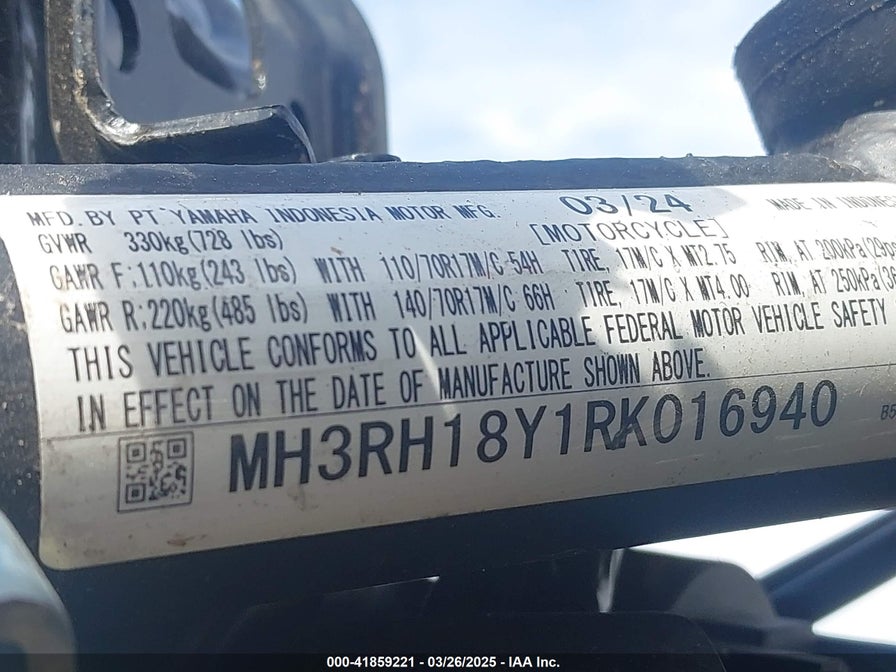 MFD. BY PT YAMAHA INDONESIA MOTOR MFG. 03/24 MADE IN
GVWR 330kg(728 lbs) [MOTORCYCLE]
GAWR F:110kg(243 lbs) WITH 110/70R17M/C 54H TIRE, 17M/C X MT2.75 RIM, AT 200kPa
GAWR R:220kg(485 lbs) WITH 140/70R17M/C 66H TIRE, 17M/C X MT4.00 RIM, AT 250kPa
THIS VEHICLE CONFORMS TO ALL APPLICABLE FEDERAL MOTOR VEHICLE SAFETY
IN EFFECT ON THE DATE OF MANUFACTURE SHOWN ABOVE.
MH3RH18Y1RK016940
000-41859221 - 03/26/2025 - IAA Inc.